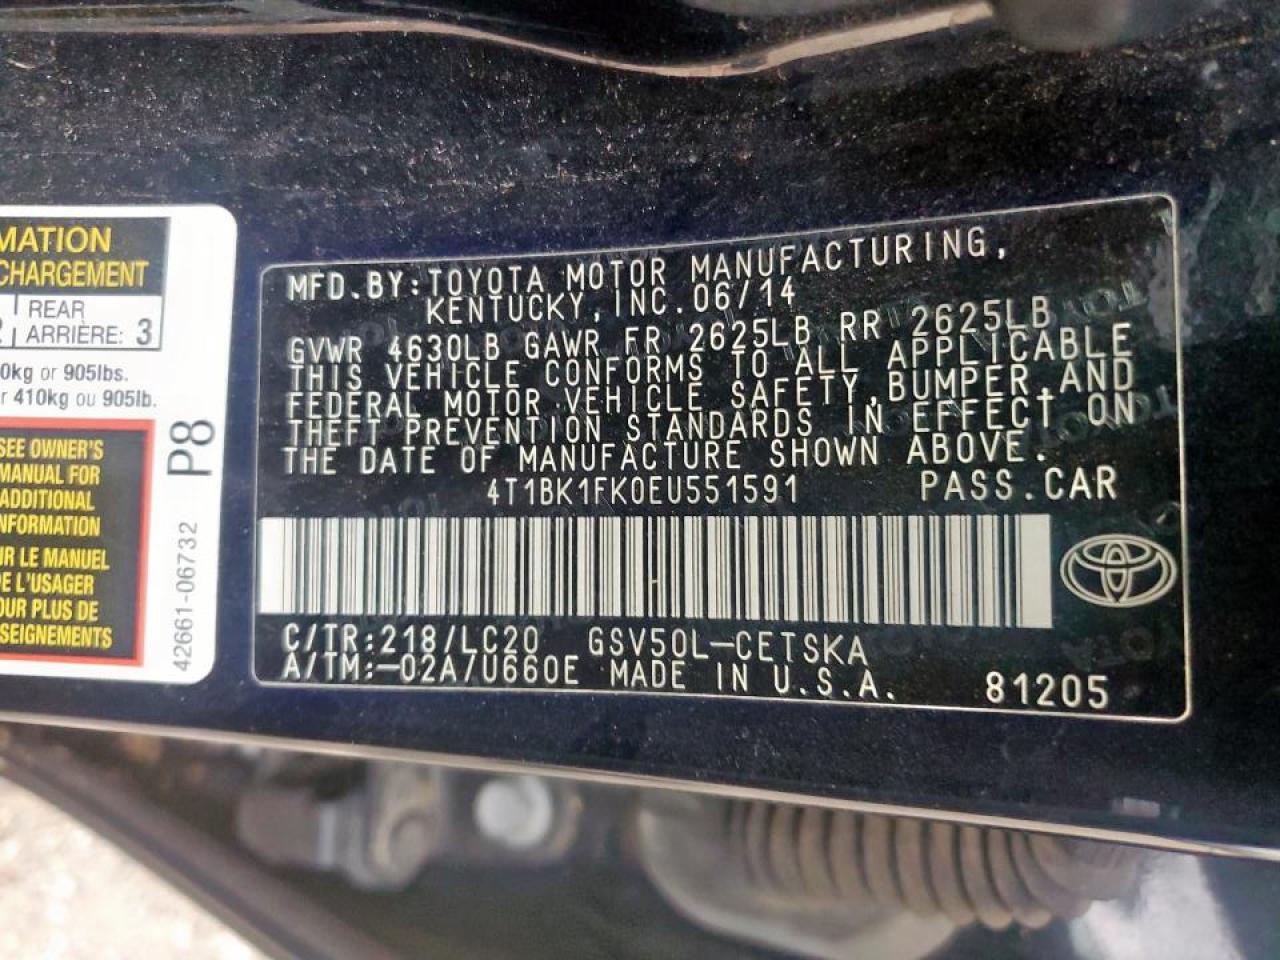 MATION
CHARGEMENT
REAR
ARRIÈRE: 3
0kg or 905lbs.
r 410kg ou 905lb.
SEE OWNER'S
MANUAL FOR
ADDITIONAL
NFORMATION
IR LE MANUEL
E L'USAGER
OUR PLUS DE
SEIGNEMENTS
P8
42661-06732
MFD.BY:TOYOTA MOTOR MANUFACTURING,
KENTUCKY,INC.06/14
GVWR 4630LB GAWR FR 2625LB RR 2625LB
THIS VEHICLE CONFORMS TO ALL APPLICABLE
FEDERAL MOTOR VEHICLE SAFETY,BUMPER,AND
THEFT PREVENTION STANDARDS IN EFFECT ON
THE DATE OF MANUFACTURE SHOWN ABOVE.
4T1BK1FK0EU551591 PASS.CAR
C/TR:218/LC20 GSV50L-CETSKA
A/TM:-02A/U660E MADE IN U.S.A. 81205